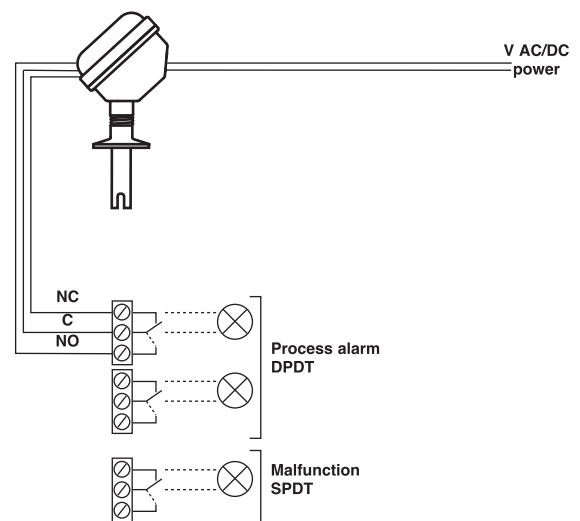 V AC/DC
power
NC
C
NO
Process alarm
DPDT
Malfunction
SPDT